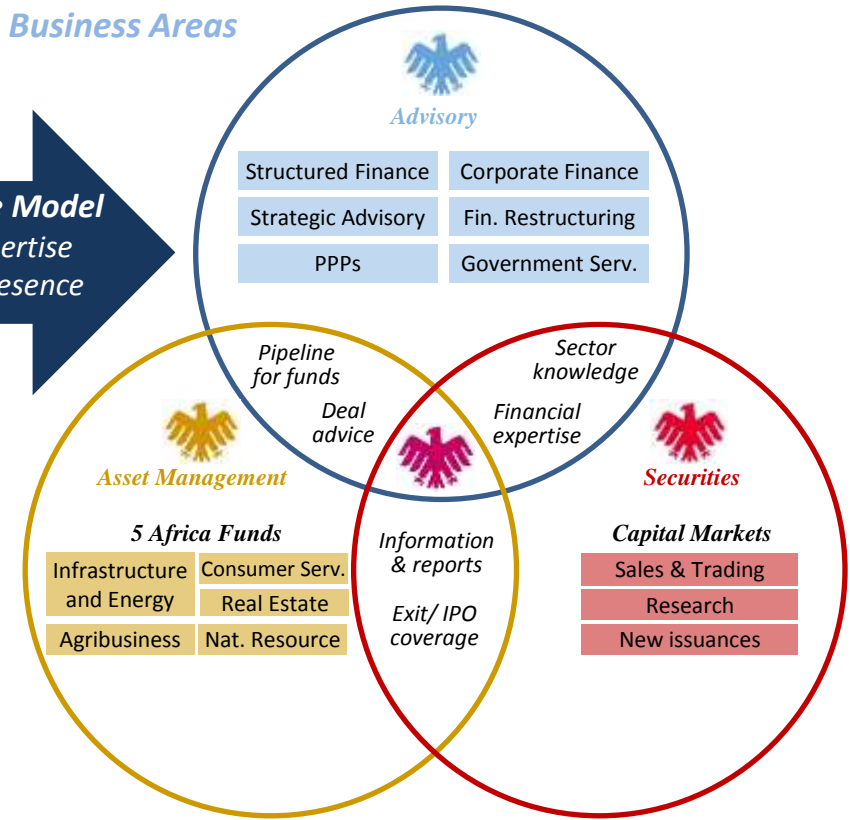 Business Areas
Advisory
Structured Finance
Corporate Finance
Strategic Advisory
Fin. Restructuring
PPPs
Government Serv.
Model
Pipeline
for funds
Deal
advice
Sector
knowledge
Financial
expertise
Asset Management
5 Africa Funds
Infrastructure
and Energy
Consumer Serv.
Real Estate
Agribusiness
Nat. Resource
Information
& reports
Exit/ IPO
coverage
Securities
Capital Markets
Sales & Trading
Research
New issuances